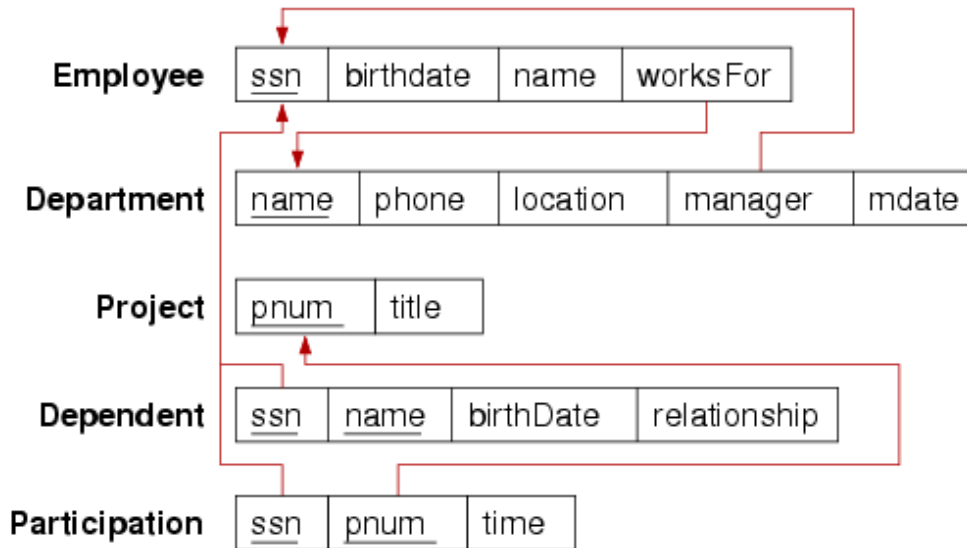 Employee ssn birthdate name worksFor
Department name phone location manager mdate
Project pnum title
Dependent ssn name birthDate relationship
Participation ssn pnum time